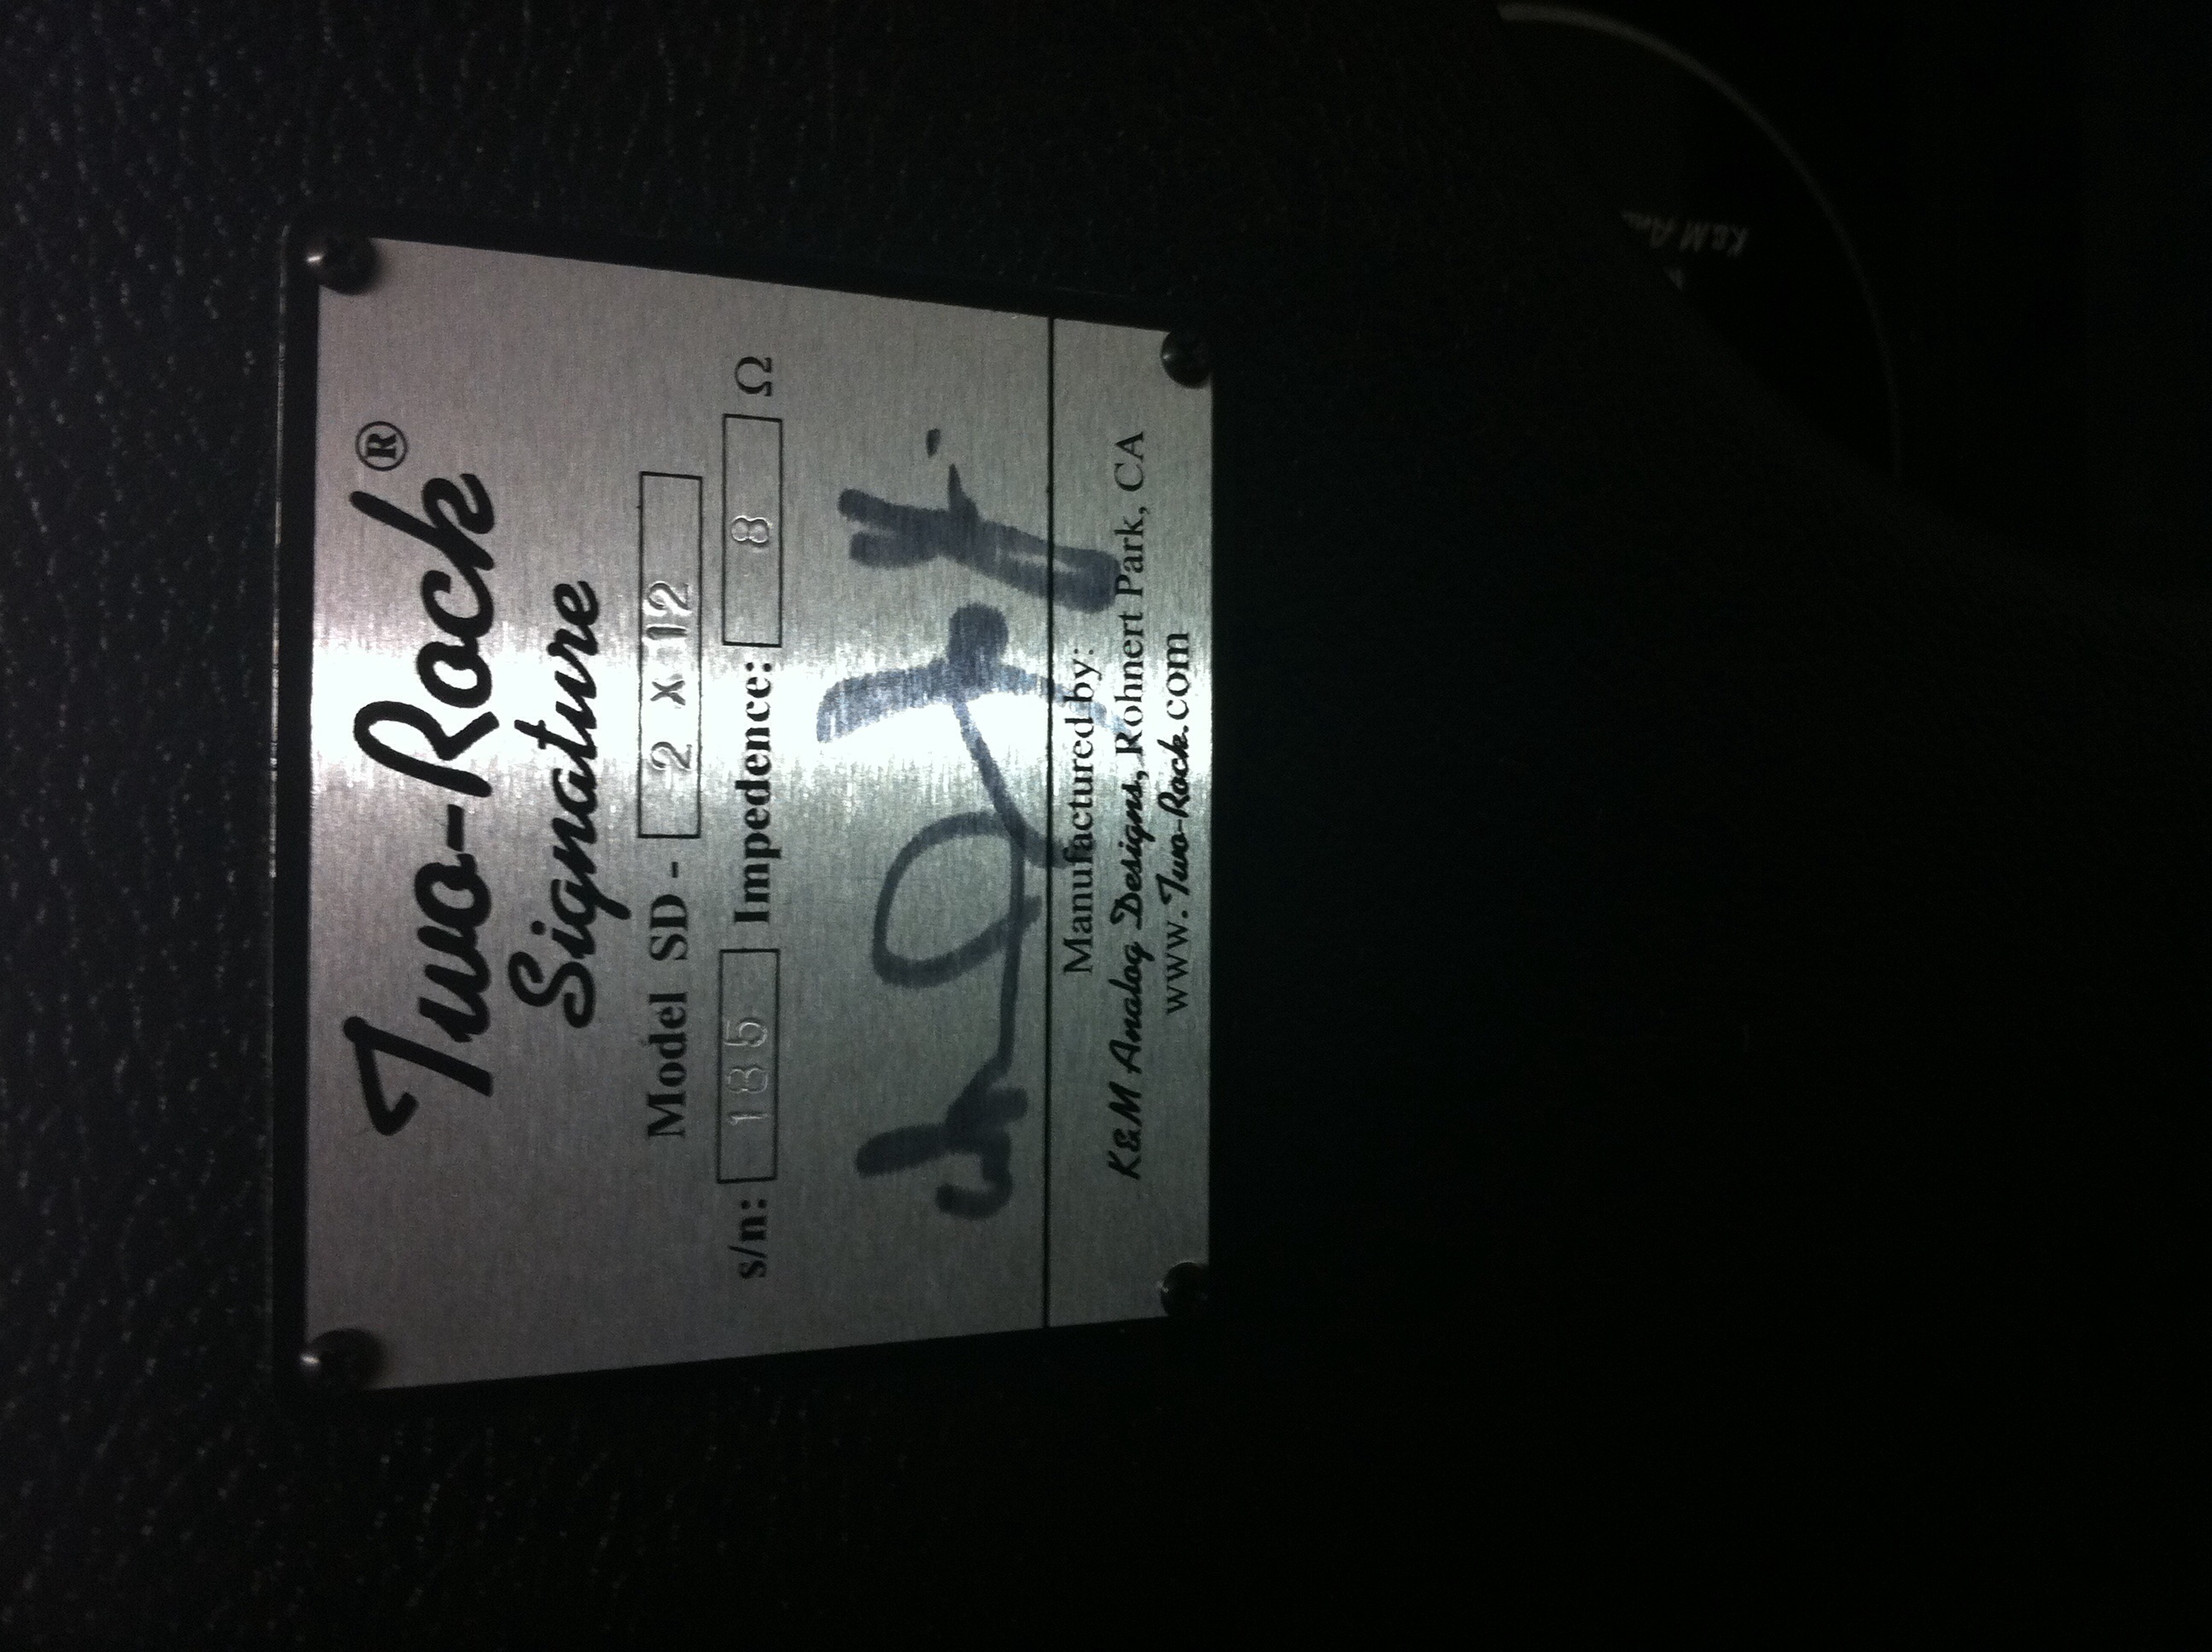 Two-Rock®
Signature
Model SD - 2 x 12
s/n: 185 Impedence: 8 Ω
Manufactured by:
K&M Analog Designs, Rohnert Park, CA
www.Two-Rock.com
K&M